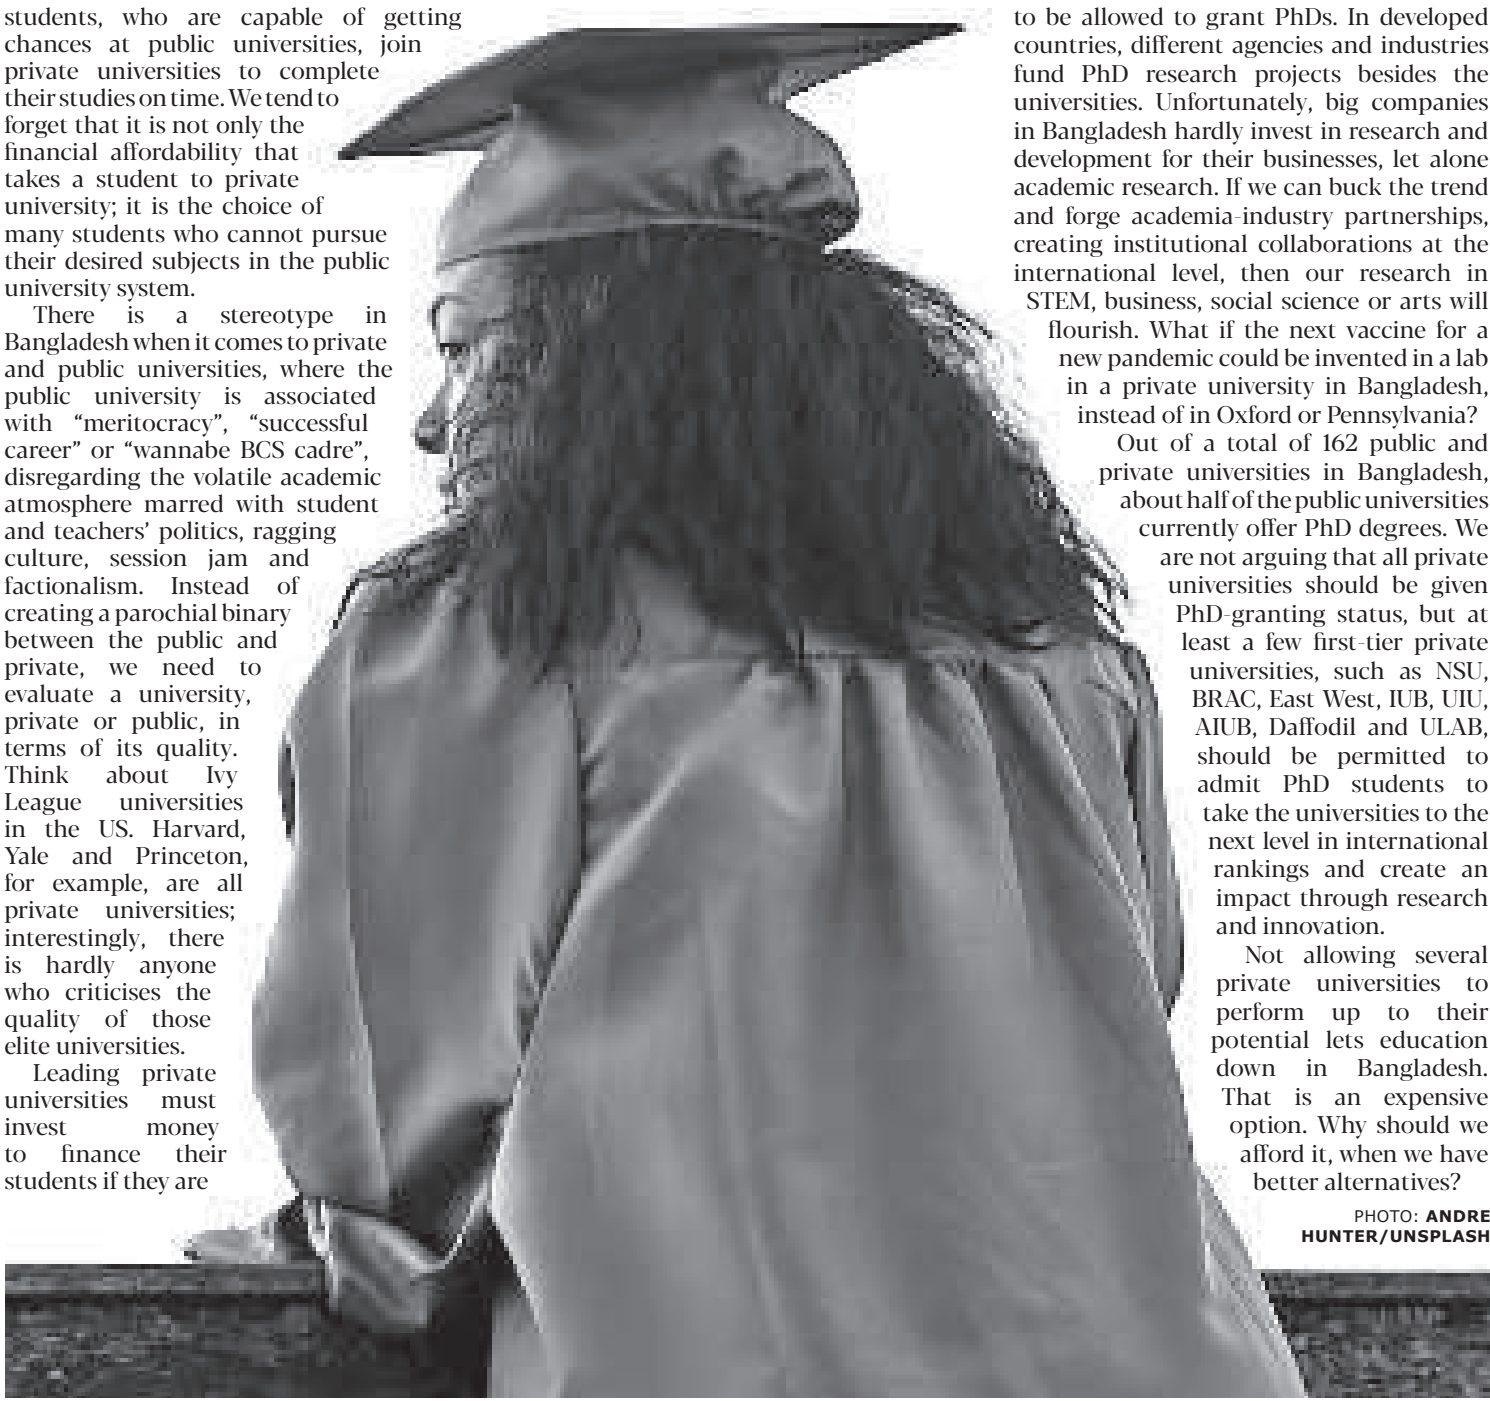 students, who are capable of getting
chances at public universities, join
private universities to complete
their studies on time. We tend to
forget that it is not only the
financial affordability that
takes a student to private
university; it is the choice of
many students who cannot pursue
their desired subjects in the public
university system.
There is a stereotype in
Bangladesh when it comes to private
and public universities, where the
public university is associated
with “meritocracy”, “successful
career” or “wannabe BCS cadre”,
disregarding the volatile academic
atmosphere marred with student
and teachers’ politics, ragging
culture, session jam and
factionalism. Instead of
creating a parochial binary
between the public and
private, we need to
evaluate a university,
private or public, in
terms of its quality.
Think about Ivy
League universities
in the US. Harvard,
Yale and Princeton,
for example, are all
private universities;
interestingly, there
is hardly anyone
who criticises the
quality of those
elite universities.
Leading private
universities must
invest money
to finance their
students if they are
to be allowed to grant PhDs. In developed
countries, different agencies and industries
fund PhD research projects besides the
universities. Unfortunately, big companies
in Bangladesh hardly invest in research and
development for their businesses, let alone
academic research. If we can buck the trend
and forge academia-industry partnerships,
creating institutional collaborations at the
international level, then our research in
STEM, business, social science or arts will
flourish. What if the next vaccine for a
new pandemic could be invented in a lab
in a private university in Bangladesh,
instead of in Oxford or Pennsylvania?
Out of a total of 162 public and
private universities in Bangladesh,
about half of the public universities
currently offer PhD degrees. We
are not arguing that all private
universities should be given
PhD-granting status, but at
least a few first-tier private
universities, such as NSU,
BRAC, East West, IUB, UIU,
AIUB, Daffodil and ULAB,
should be permitted to
admit PhD students to
take the universities to the
next level in international
rankings and create an
impact through research
and innovation.
Not allowing several
private universities to
perform up to their
potential lets education
down in Bangladesh.
That is an expensive
option. Why should we
afford it, when we have
better alternatives?
PHOTO: ANDRE
HUNTER/UNSPLASH